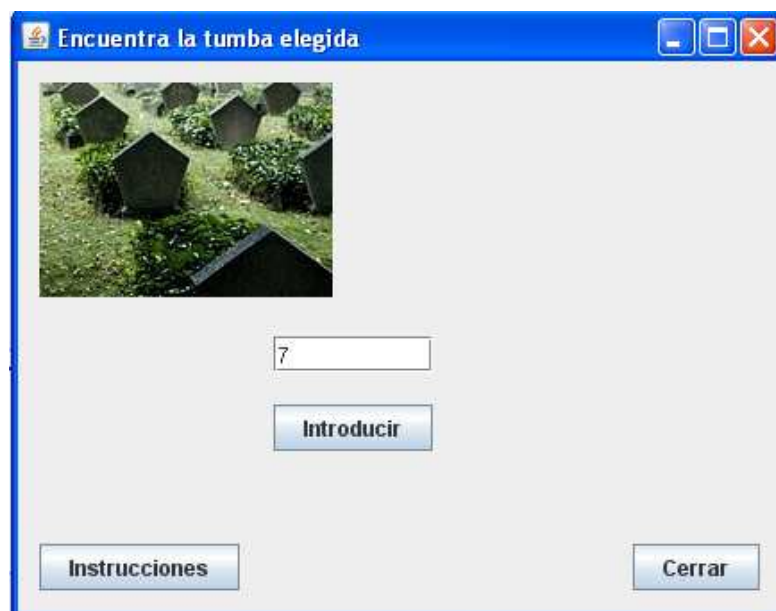 Encuentra la tumba elegida
7
Introducir
Instrucciones
Cerrar